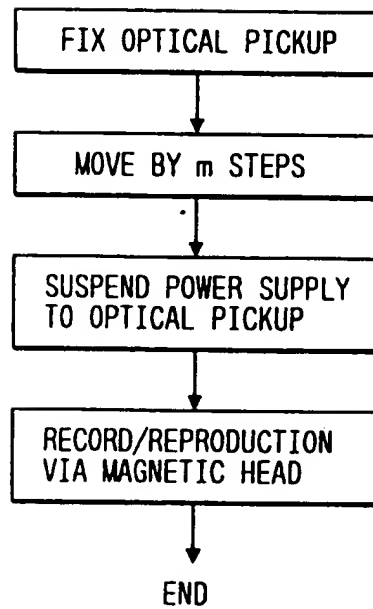 FIX OPTICAL PICKUP
MOVE BY m STEPS
SUSPEND POWER SUPPLY
TO OPTICAL PICKUP
RECORD/REPRODUCTION
VIA MAGNETIC HEAD
END